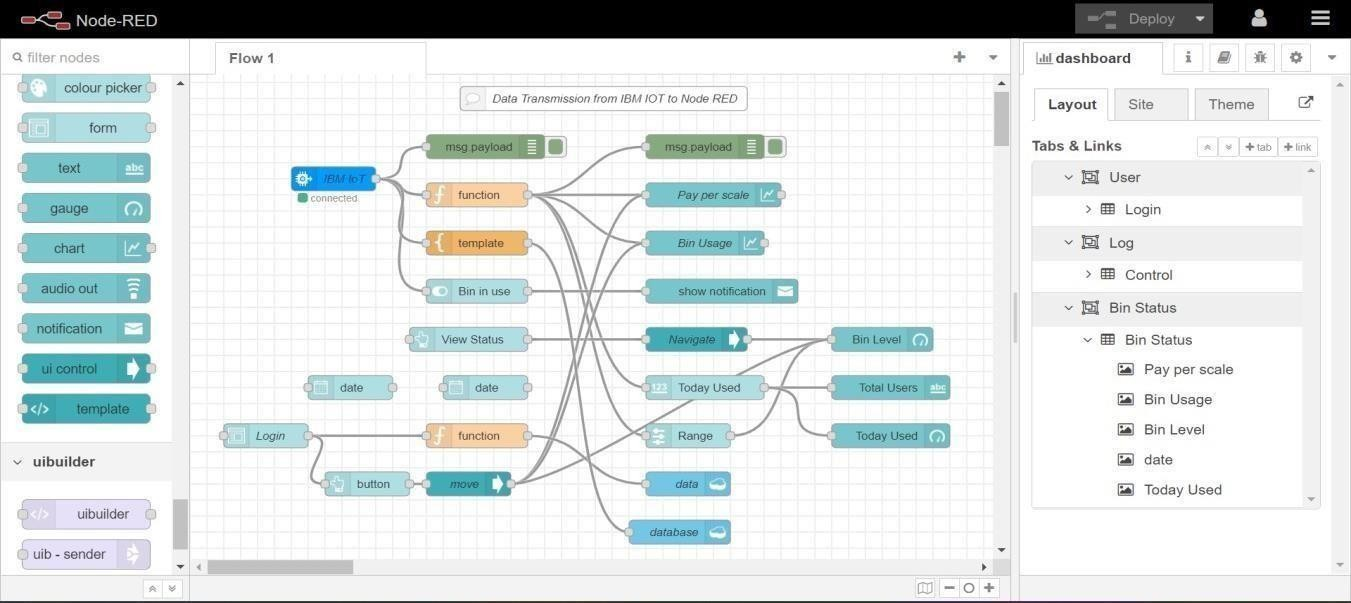 Node-RED
Deploy
filter nodes
colour picker
form
text
abc
gauge
chart
audio out
notification
ui control
</> template
uibuilder
</> uibuilder
uib - sender
Flow 1
Data Transmission from IBM IOT to Node RED
msg.payload
msg.payload
IBM IoT
connected
f function
Pay per scale
{ template
Bin Usage
Bin in use
show notification
View Status
Navigate
Bin Level
date
date
123 Today Used
Total Users abc
Login
f function
Range
Today Used
button
move
data
database
dashboard
i
Layout
Site
Theme
Tabs & Links
+ tab
+ link
User
Login
Log
Control
Bin Status
Bin Status
Pay per scale
Bin Usage
Bin Level
date
Today Used